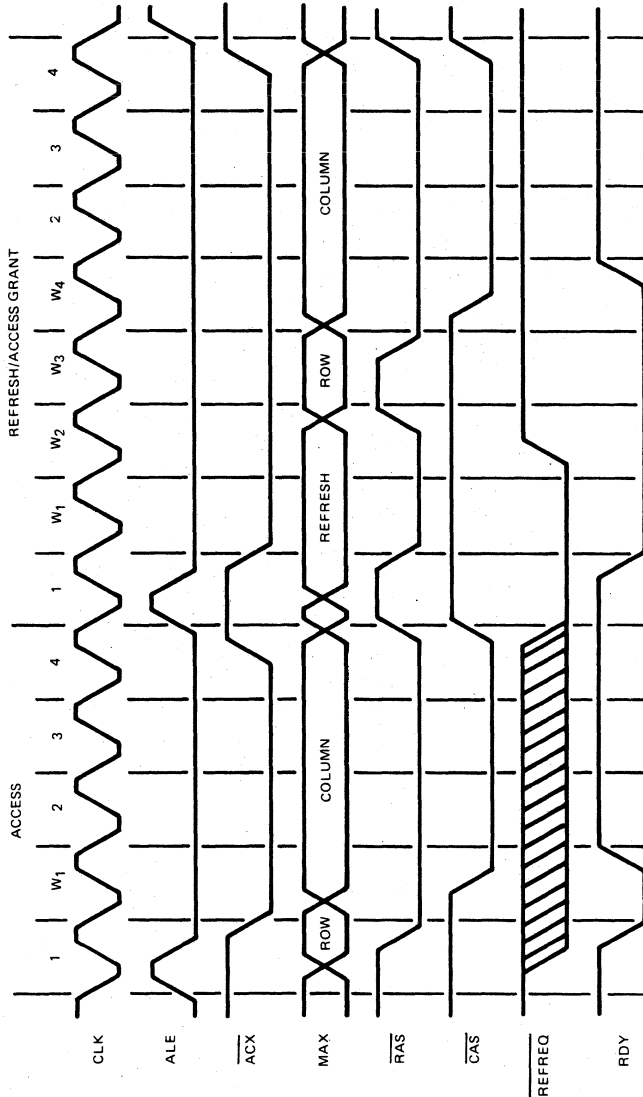 ACCESS
REFRESH/ACCESS GRANT
1 W1 2 3 4 1 W1 W2 W3 W4 2 3 4
CLK
ALE
ACX
MAX
ROW COLUMN REFRESH ROW COLUMN
RAS
CAS
REFREQ
RDY